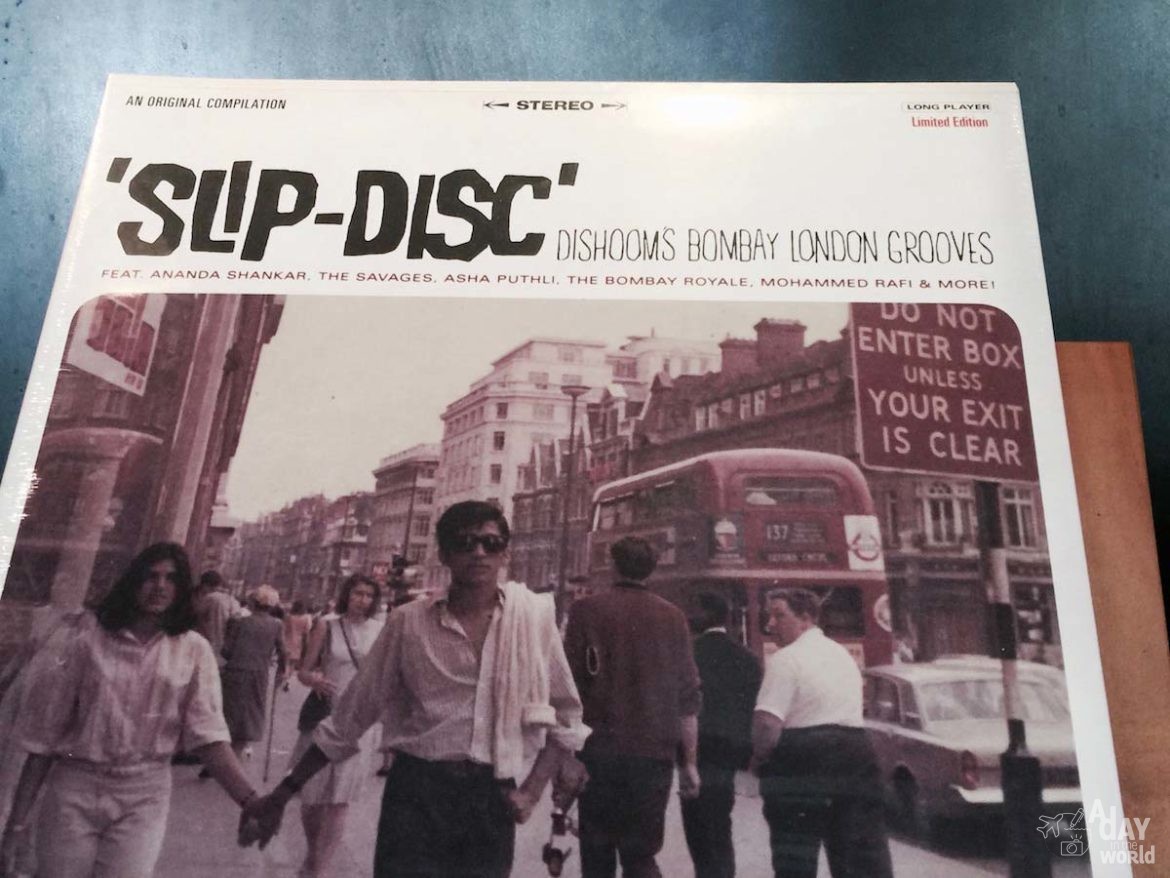 AN ORIGINAL COMPILATION
STEREO
LONG PLAYER
Limited Edition
'SLIP-DISC'
DISHOOM'S BOMBAY LONDON GROOVES
FEAT. ANANDA SHANKAR, THE SAVAGES, ASHA PUTHLI, THE BOMBAY ROYALE, MOHAMMED RAFI & MORE!
DO NOT
ENTER BOX
UNLESS
YOUR EXIT
IS CLEAR
137
A DAY
in the
WORLD